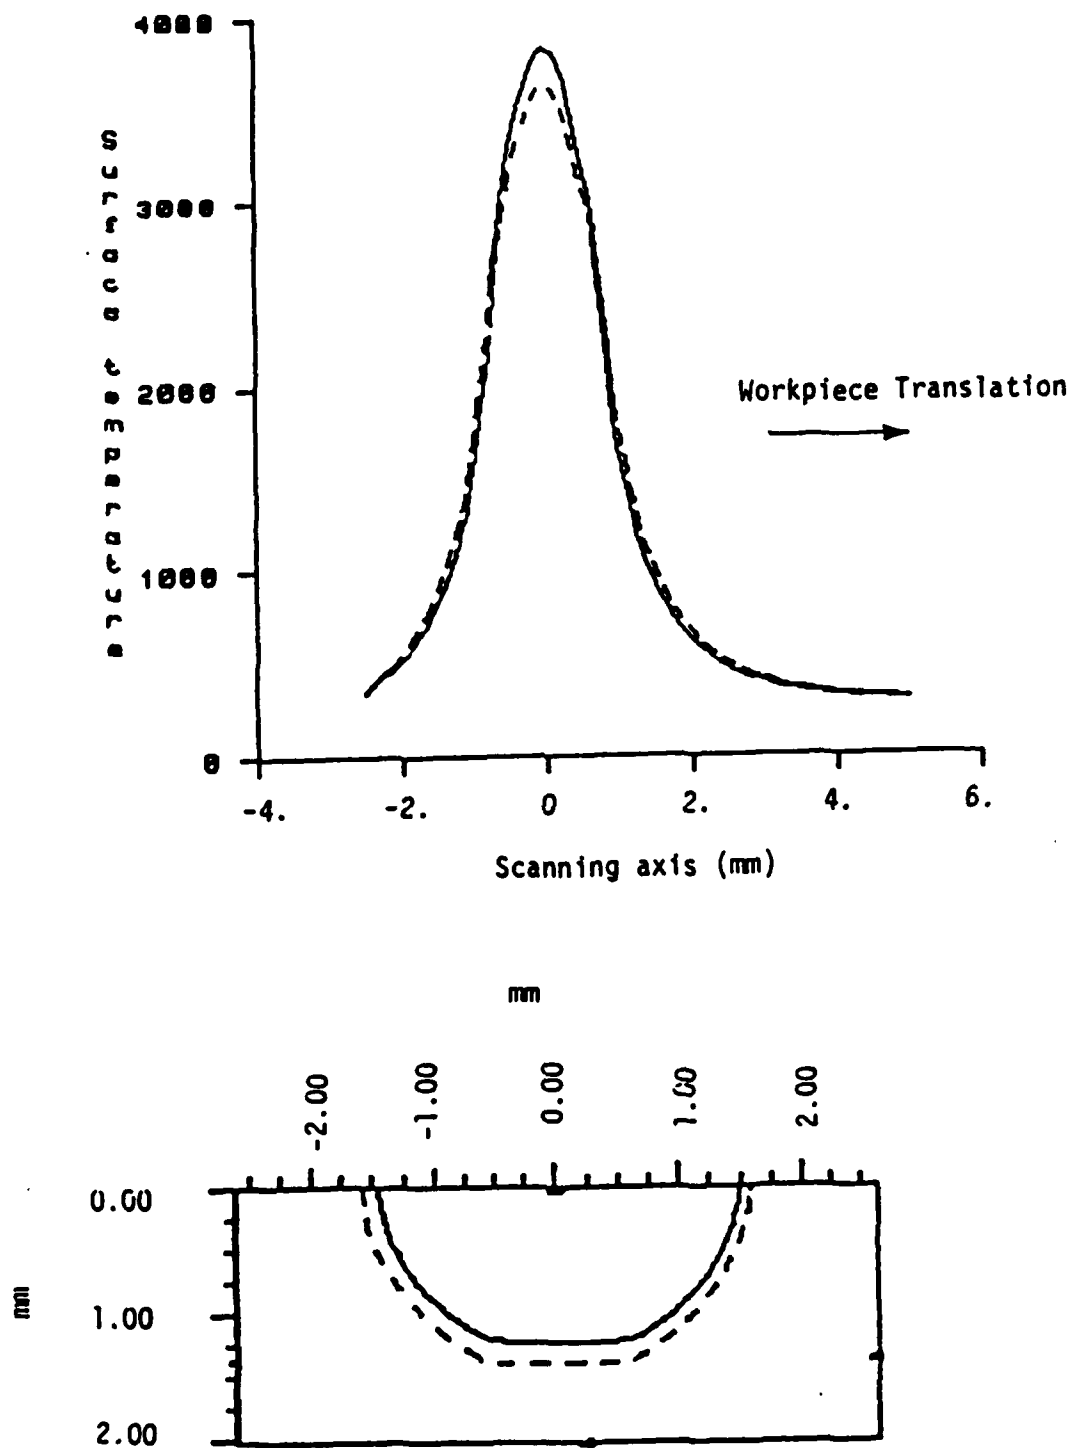 4000
Surface temperature
3000
2000
Workpiece Translation
1000
0
-4. -2. 0 2. 4. 6.
Scanning axis (mm)
mm
-2.00 -1.00 0.00 1.00 2.00
0.00
mm
1.00
2.00